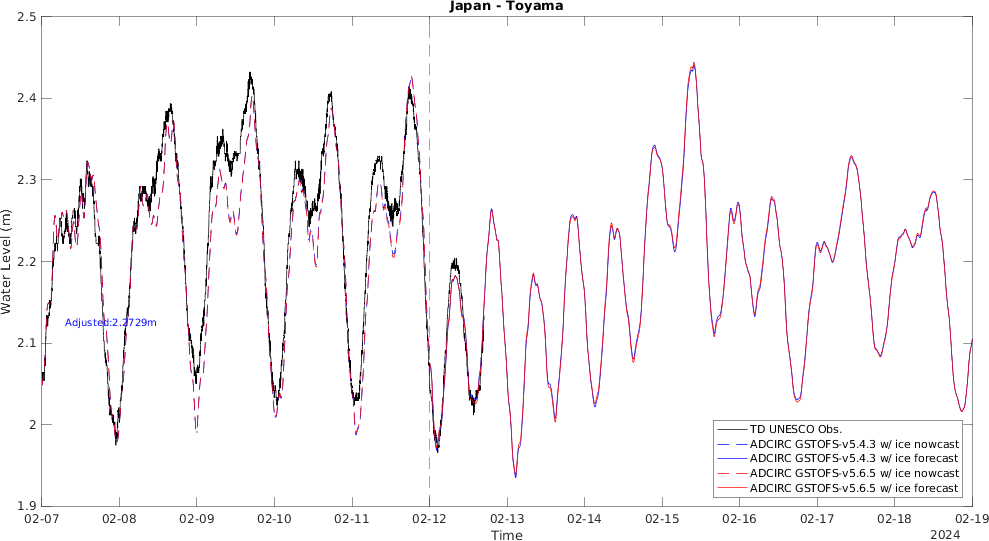 Japan - Toyama
2.5
2.4
2.3
2.2
2.1
2
1.9
Water Level (m)
Adjusted:2.2729m
TD UNESCO Obs.
ADCIRC GSTOFS-v5.4.3 w/ ice nowcast
ADCIRC GSTOFS-v5.4.3 w/ ice forecast
ADCIRC GSTOFS-v5.6.5 w/ ice nowcast
ADCIRC GSTOFS-v5.6.5 w/ ice forecast
02-07 02-08 02-09 02-10 02-11 02-12 02-13 02-14 02-15 02-16 02-17 02-18 02-19
Time
2024